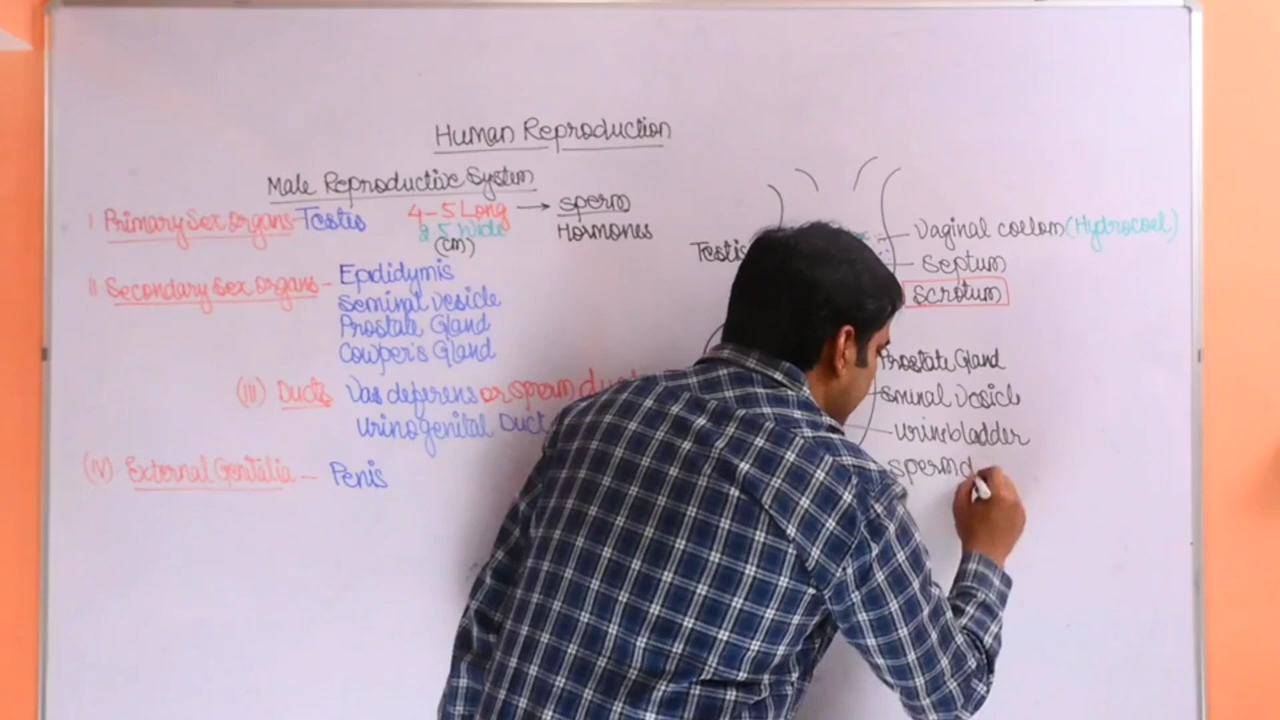 Human Reproduction
Male Reproductive System
I Primary Sex organs - Testis 4-5 Long → sperm
2.5 Wide Hormones
(cm)
II Secondary sex organs - Epididymis
Seminal vesicle
Prostate Gland
Cowper's Gland
(III) Ducts Vas deferens or sperm duct
Urinogenital Duct
(IV) External Genitalia - Penis
Testis
Vaginal coelom (Hydrocoel)
Septum
Scrotum
Prostate Gland
Sminal Vesicle
urinbladder
sperm d